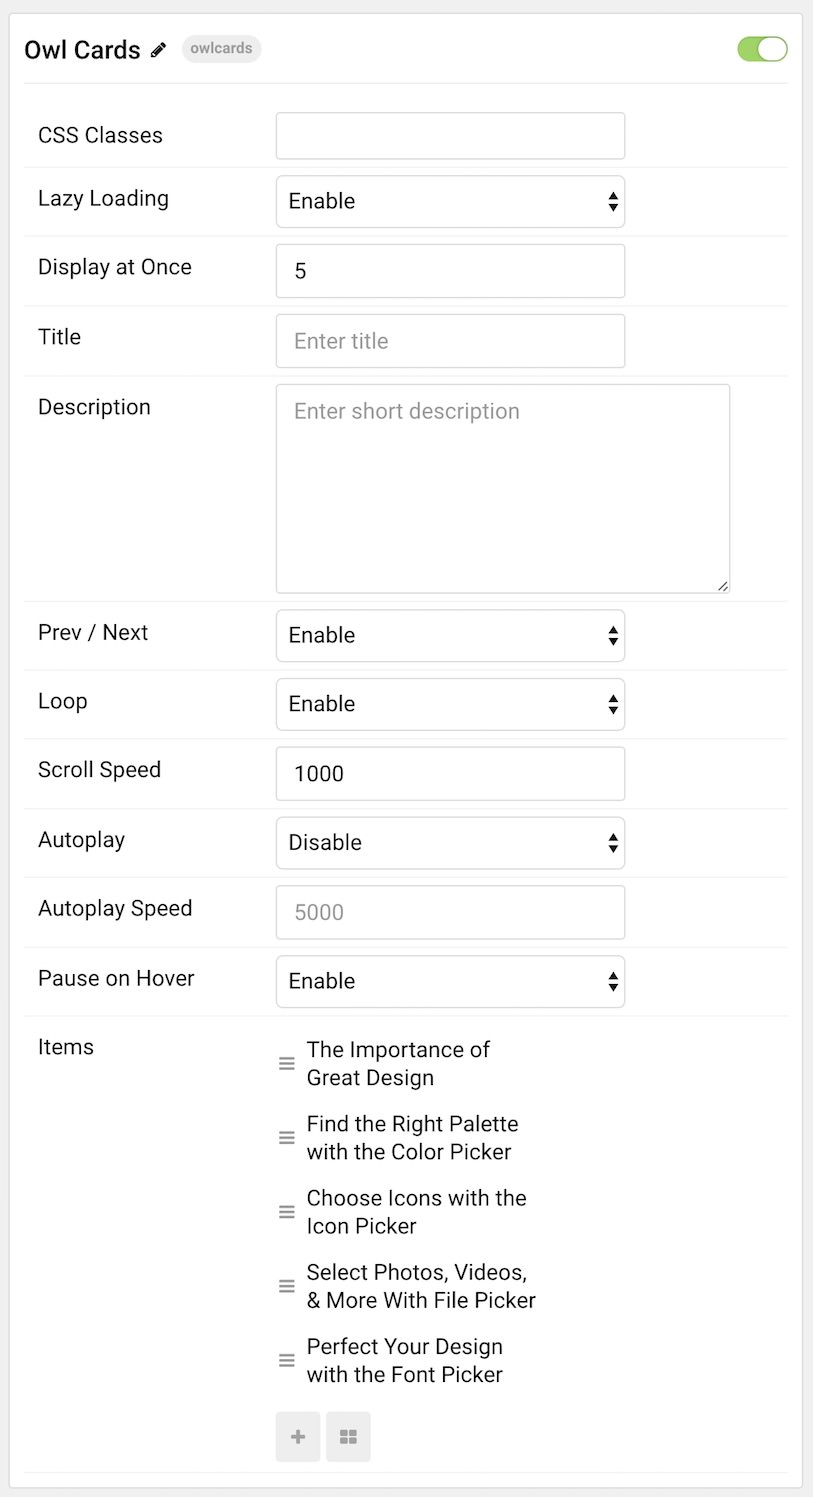 Owl Cards owlcards
CSS Classes
Lazy Loading Enable
Display at Once 5
Title Enter title
Description Enter short description
Prev / Next Enable
Loop Enable
Scroll Speed 1000
Autoplay Disable
Autoplay Speed 5000
Pause on Hover Enable
Items
The Importance of
Great Design
Find the Right Palette
with the Color Picker
Choose Icons with the
Icon Picker
Select Photos, Videos,
& More With File Picker
Perfect Your Design
with the Font Picker